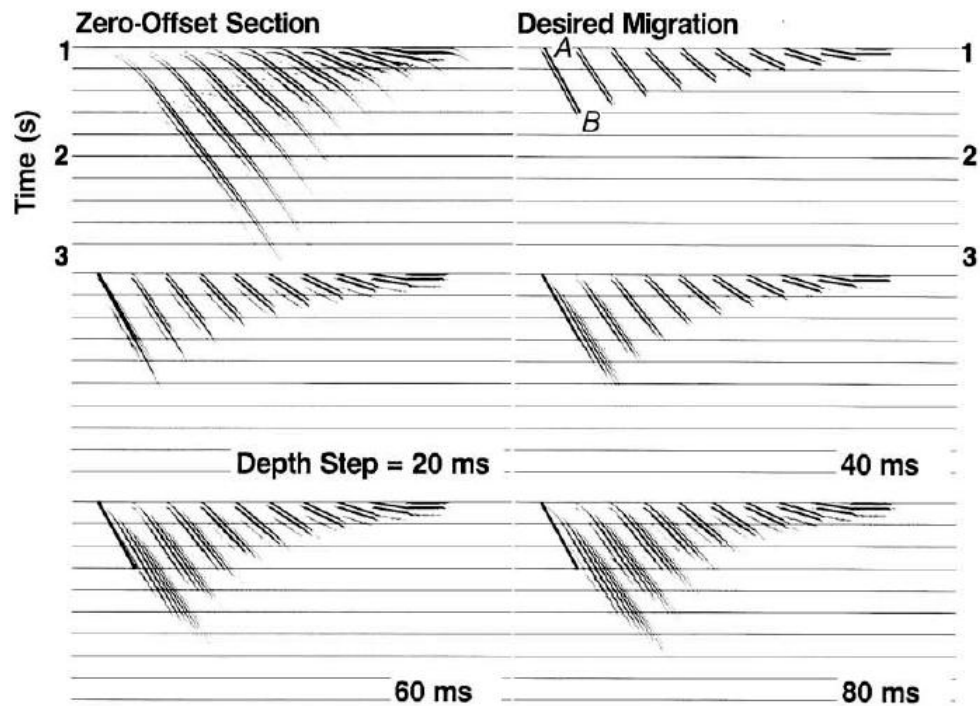 Zero-Offset Section
Desired Migration
1
A
1
B
Time (s)
2
2
3
3
Depth Step = 20 ms
40 ms
60 ms
80 ms